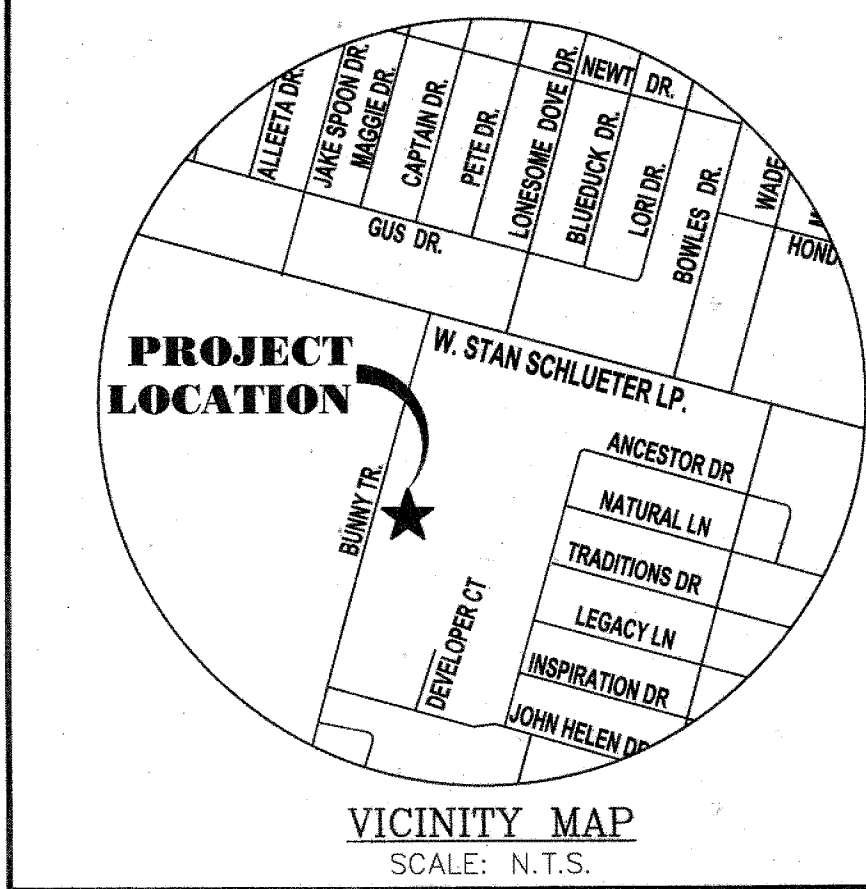 ALLEETA DR.
JAKE SPOON DR.
MAGGIE DR.
CAPTAIN DR.
PETE DR.
LONESOME DOVE DR.
NEWT DR.
BLUEDUCK DR.
LORI DR.
BOWLES DR.
WADE
HOND
GUS DR.
W. STAN SCHLUETER LP.
PROJECT
LOCATION
BUNNY TR.
ANCESTOR DR
NATURAL LN
TRADITIONS DR
LEGACY LN
INSPIRATION DR
JOHN HELEN DR
DEVELOPER CT
VICINITY MAP
SCALE: N.T.S.